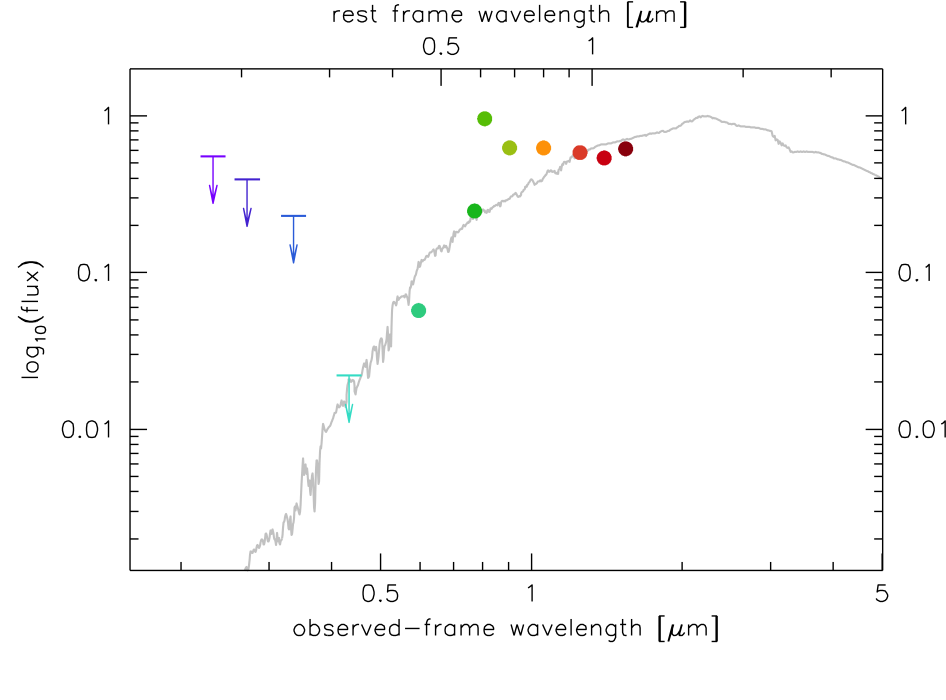 rest frame wavelength [μm]
0.5 1
1 1
0.1 0.1
0.01 0.01
log10(flux)
0.5 1 5
observed-frame wavelength [μm]